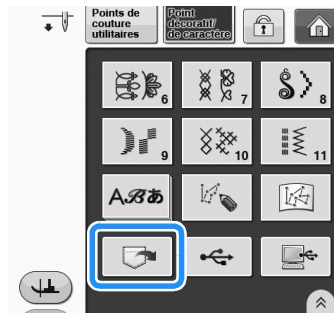 Points de
couture
utilitaires
Point
décoratif/
de caractère
6
7
8
9
10
11
Aℬあ